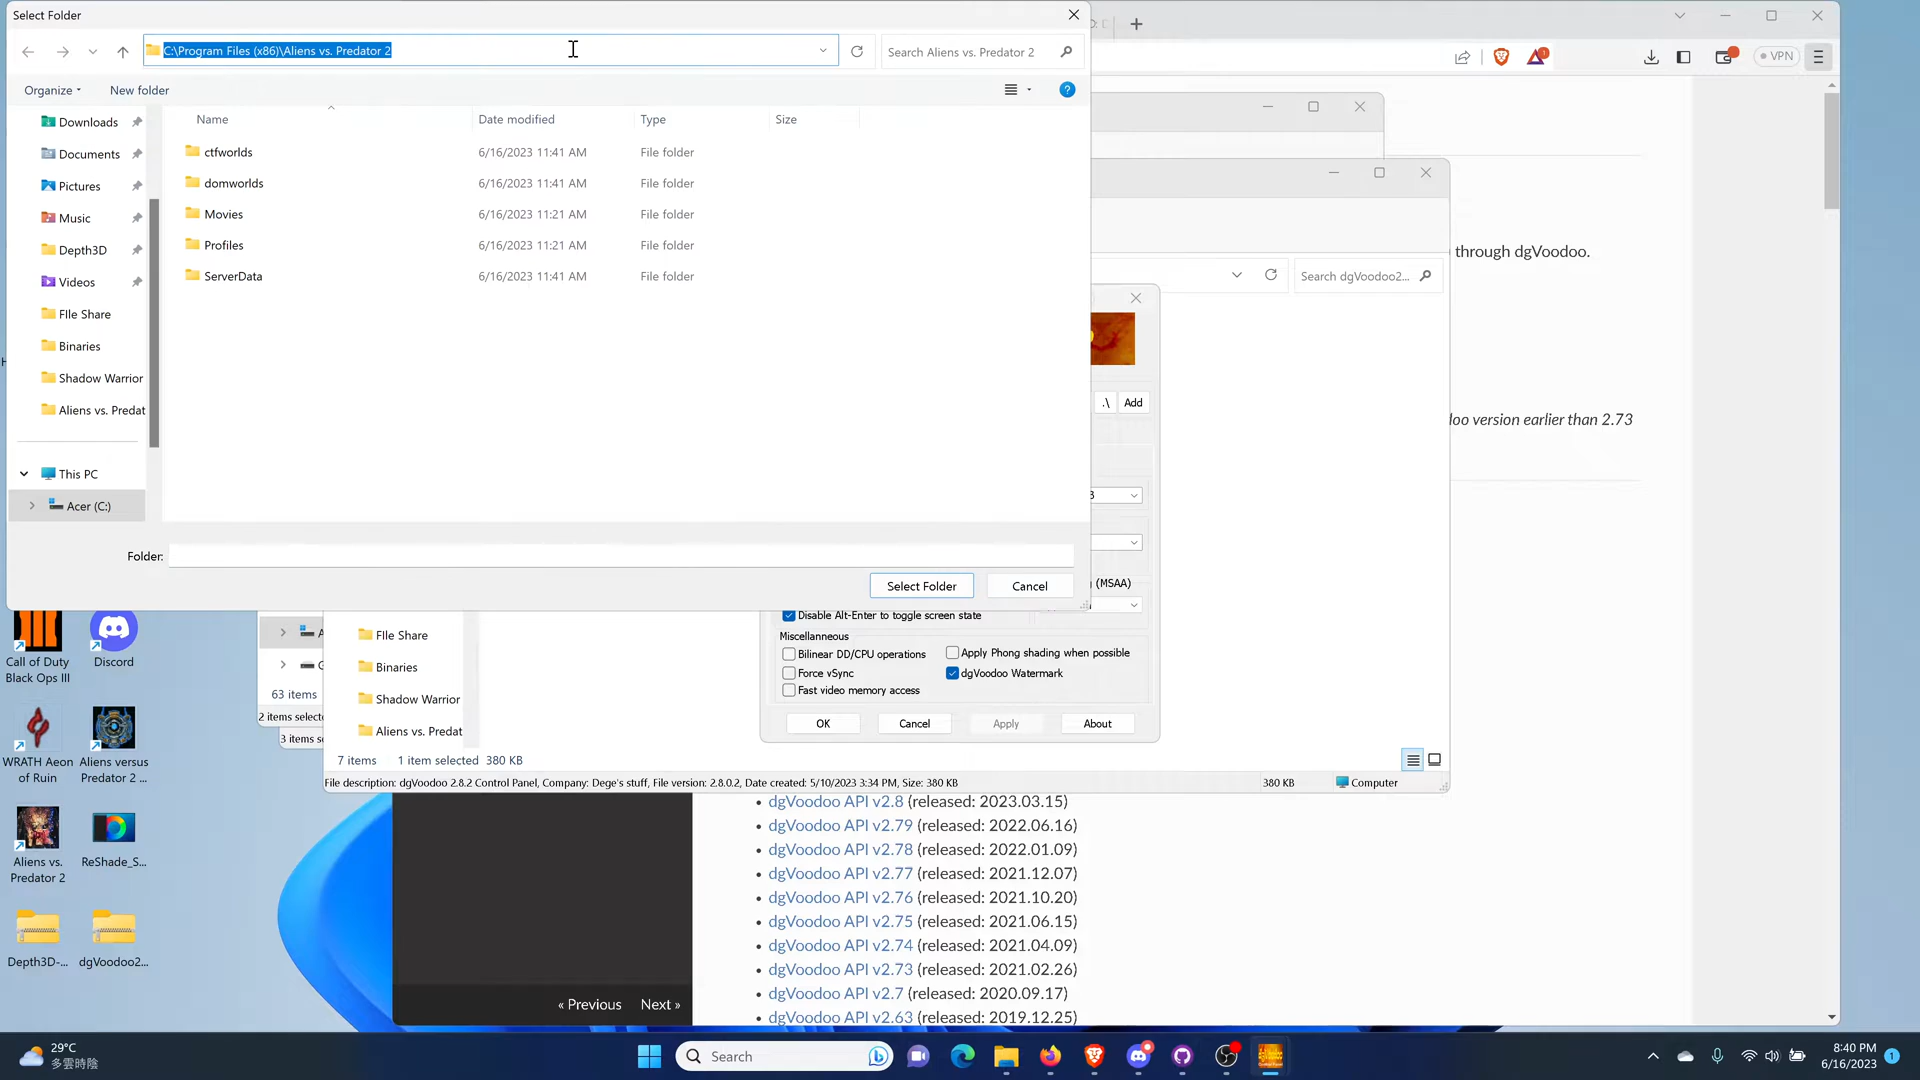 Select Folder
C:\Program Files (x86)\Aliens vs. Predator 2
Search Aliens vs. Predator 2
Organize
New folder
Name
Date modified
Type
Size
Downloads
Documents
Pictures
Music
Depth3D
Videos
FIle Share
Binaries
Shadow Warrior
Aliens vs. Predat
This PC
Acer (C:)
ctfworlds 6/16/2023 11:41 AM File folder
domworlds 6/16/2023 11:41 AM File folder
Movies 6/16/2023 11:21 AM File folder
Profiles 6/16/2023 11:21 AM File folder
ServerData 6/16/2023 11:41 AM File folder
Folder:
Select Folder
Cancel
VPN
through dgVoodoo.
Search dgVoodoo2...
.\ Add
loo version earlier than 2.73
(MSAA)
Disable Alt-Enter to toggle screen state
Miscellaneous
Bilinear DD/CPU operations
Apply Phong shading when possible
Force vSync
dgVoodoo Watermark
Fast video memory access
OK
Cancel
Apply
About
FIle Share
Binaries
Shadow Warrior
Aliens vs. Predat
63 items
2 items selecte
3 items s
7 items 1 item selected 380 KB
File description: dgVoodoo 2.8.2 Control Panel, Company: Dege's stuff, File version: 2.8.0.2, Date created: 5/10/2023 3:34 PM, Size: 380 KB
380 KB
Computer
Call of Duty
Black Ops III
Discord
WRATH Aeon
of Ruin
Aliens versus
Predator 2 ...
Aliens vs.
Predator 2
ReShade_S...
Depth3D-...
dgVoodoo2...
dgVoodoo API v2.8 (released: 2023.03.15)
dgVoodoo API v2.79 (released: 2022.06.16)
dgVoodoo API v2.78 (released: 2022.01.09)
dgVoodoo API v2.77 (released: 2021.12.07)
dgVoodoo API v2.76 (released: 2021.10.20)
dgVoodoo API v2.75 (released: 2021.06.15)
dgVoodoo API v2.74 (released: 2021.04.09)
dgVoodoo API v2.73 (released: 2021.02.26)
dgVoodoo API v2.7 (released: 2020.09.17)
dgVoodoo API v2.63 (released: 2019.12.25)
« Previous Next »
29°C
多雲時陰
Search
8:40 PM
6/16/2023
1